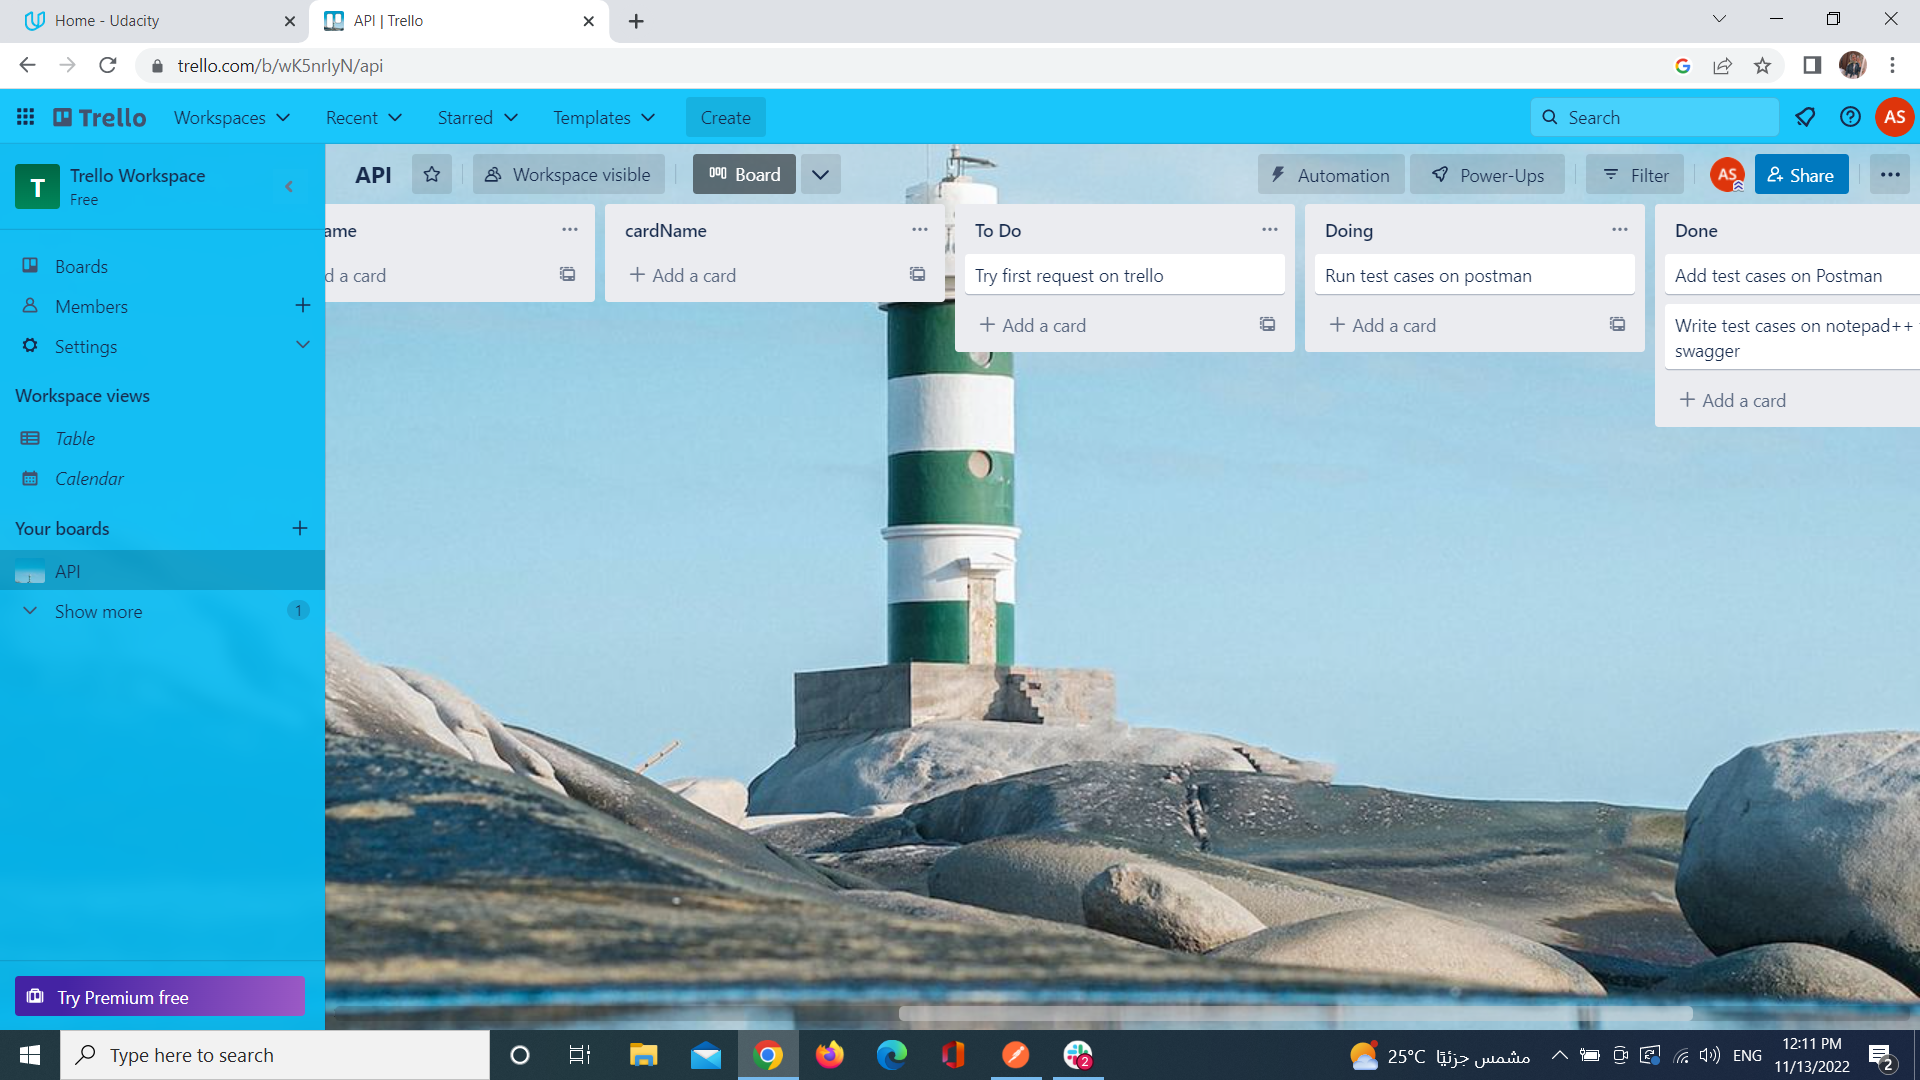 Home - Udacity
API | Trello
trello.com/b/wK5nrIyN/api
Trello
Workspaces
Recent
Starred
Templates
Create
Search
AS
T
Trello Workspace
Free
API
Workspace visible
Board
Automation
Power-Ups
Filter
AS
Share
Boards
Members
Settings
Workspace views
Table
Calendar
Your boards
API
Show more
1
Try Premium free
ame
d a card
cardName
Add a card
To Do
Try first request on trello
Add a card
Doing
Run test cases on postman
Add a card
Done
Add test cases on Postman
Write test cases on notepad++
swagger
Add a card
Type here to search
2
25°C
مشمس جزئيًا
ENG
12:11 PM
11/13/2022
2